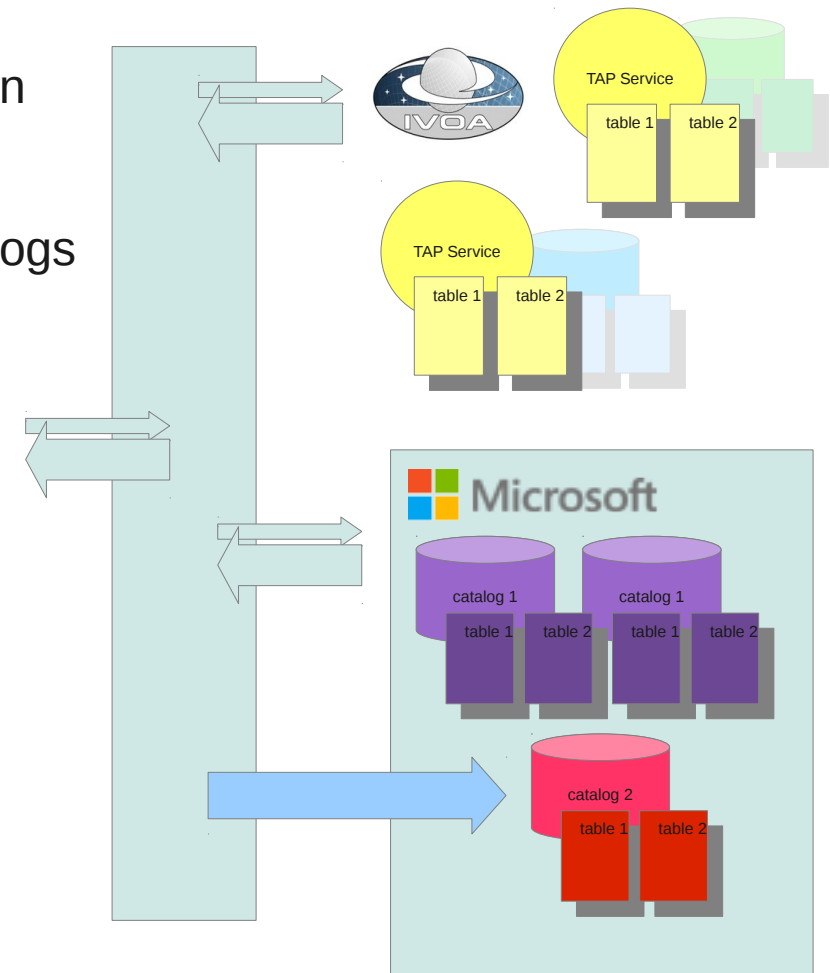 n
TAP Service
table 1 table 2
IVOA
ogs
TAP Service
table 1 table 2
Microsoft
catalog 1 catalog 1
table 1 table 2 table 1 table 2
catalog 2
table 1 table 2